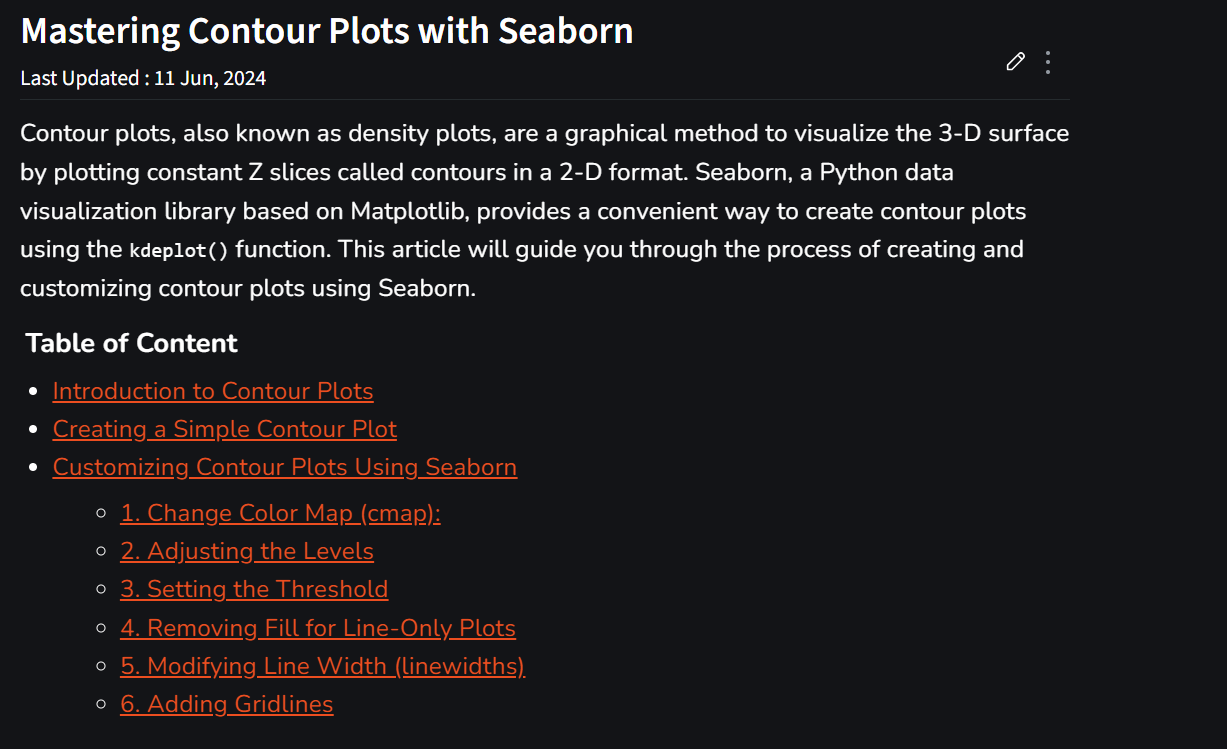 Mastering Contour Plots with Seaborn
Last Updated : 11 Jun, 2024
Contour plots, also known as density plots, are a graphical method to visualize the 3-D surface
by plotting constant Z slices called contours in a 2-D format. Seaborn, a Python data
visualization library based on Matplotlib, provides a convenient way to create contour plots
using the kdeplot() function. This article will guide you through the process of creating and
customizing contour plots using Seaborn.
Table of Content
Introduction to Contour Plots
Creating a Simple Contour Plot
Customizing Contour Plots Using Seaborn
1. Change Color Map (cmap):
2. Adjusting the Levels
3. Setting the Threshold
4. Removing Fill for Line-Only Plots
5. Modifying Line Width (linewidths)
6. Adding Gridlines